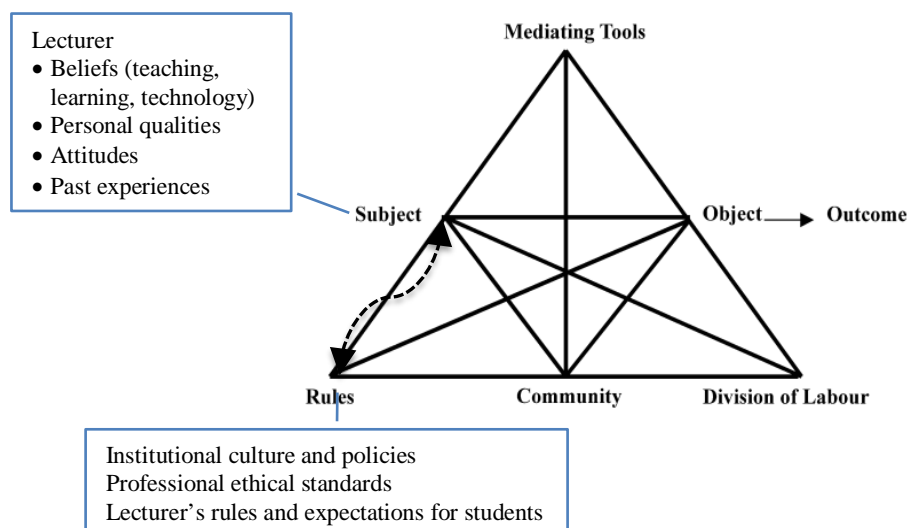 Lecturer
• Beliefs (teaching,
learning, technology)
• Personal qualities
• Attitudes
• Past experiences
Mediating Tools
Subject
Object
Outcome
Rules
Community
Division of Labour
Institutional culture and policies
Professional ethical standards
Lecturer's rules and expectations for students